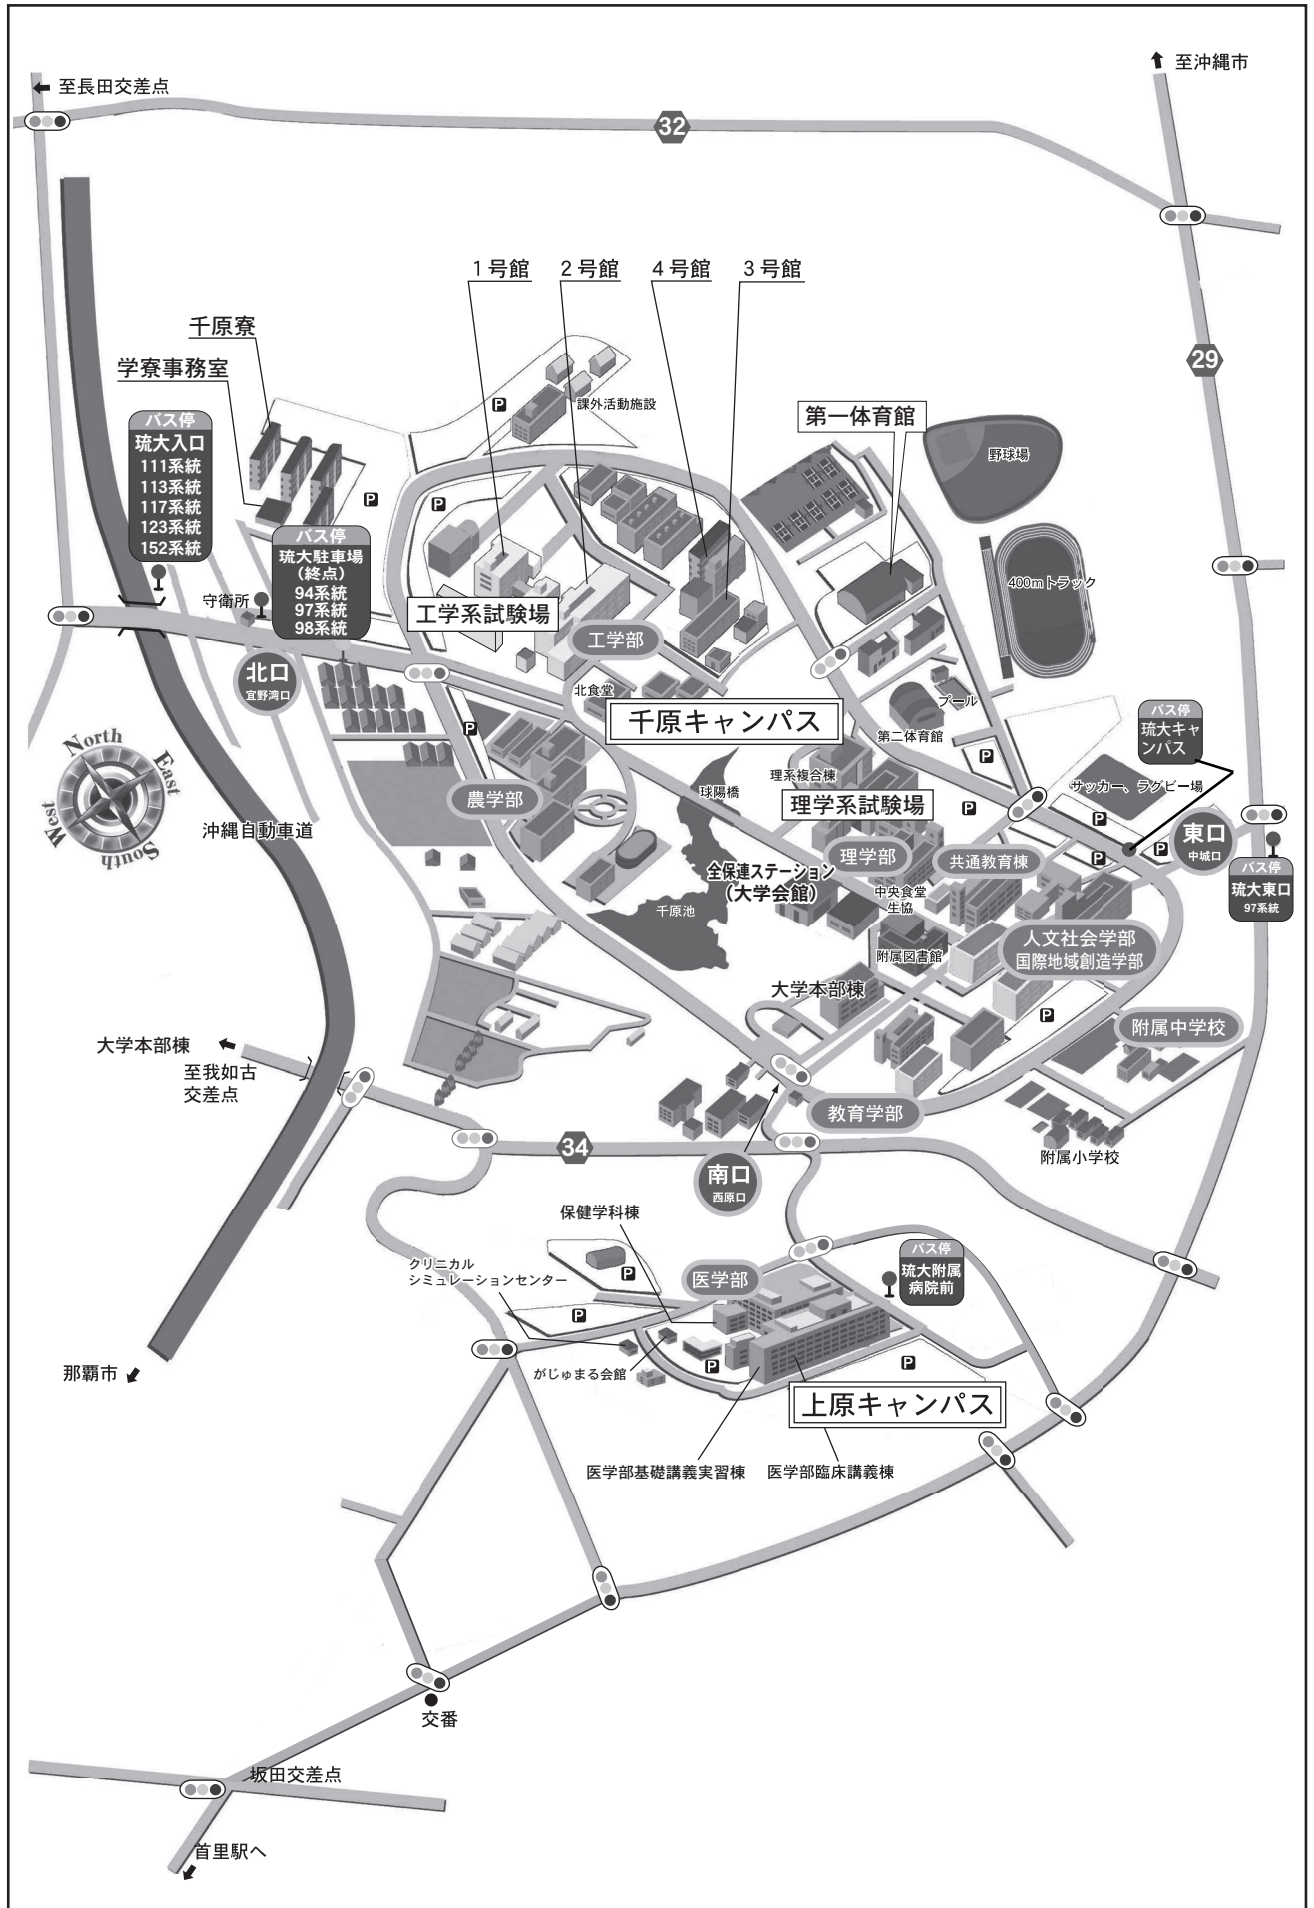 至長田交差点
至沖縄市
32
1号館
2号館
4号館
3号館
千原寮
学寮事務室
29
課外活動施設
第一体育館
野球場
バス停
琉大入口
111系統
113系統
117系統
123系統
152系統
バス停
琉大駐車場
（終点）
94系統
97系統
98系統
400mトラック
守衛所
工学系試験場
工学部
北口
宜野湾口
北食堂
千原キャンパス
プール
第二体育館
バス停
琉大キャ
ンパス
North
East
West
South
理系複合棟
球陽橋
サッカー、ラグビー場
農学部
理学系試験場
沖縄自動車道
東口
中城口
理学部
共通教育棟
全保連ステーション
（大学会館）
中央食堂
生協
バス停
琉大東口
97系統
千原池
附属図書館
人文社会学部
国際地域創造学部
大学本部棟
附属中学校
大学本部棟
至我如古
交差点
教育学部
34
附属小学校
南口
西原口
保健学科棟
クリニカル
シミュレーションセンター
医学部
バス停
琉大附属
病院前
がじゅまる会館
那覇市
上原キャンパス
医学部基礎講義実習棟
医学部臨床講義棟
交番
坂田交差点
首里駅へ
P
P
P
P
P
P
P
P
P
P
P
P
P
P